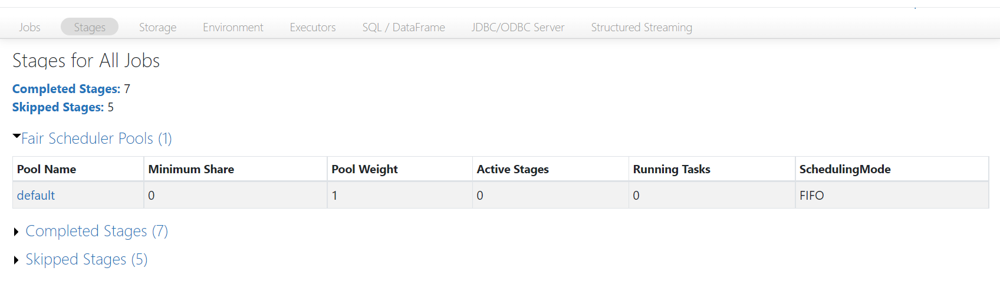 Jobs Stages Storage Environment Executors SQL / DataFrame JDBC/ODBC Server Structured Streaming
Stages for All Jobs
Completed Stages: 7
Skipped Stages: 5
Fair Scheduler Pools (1)
Pool Name Minimum Share Pool Weight Active Stages Running Tasks SchedulingMode
default 0 1 0 0 FIFO
Completed Stages (7)
Skipped Stages (5)